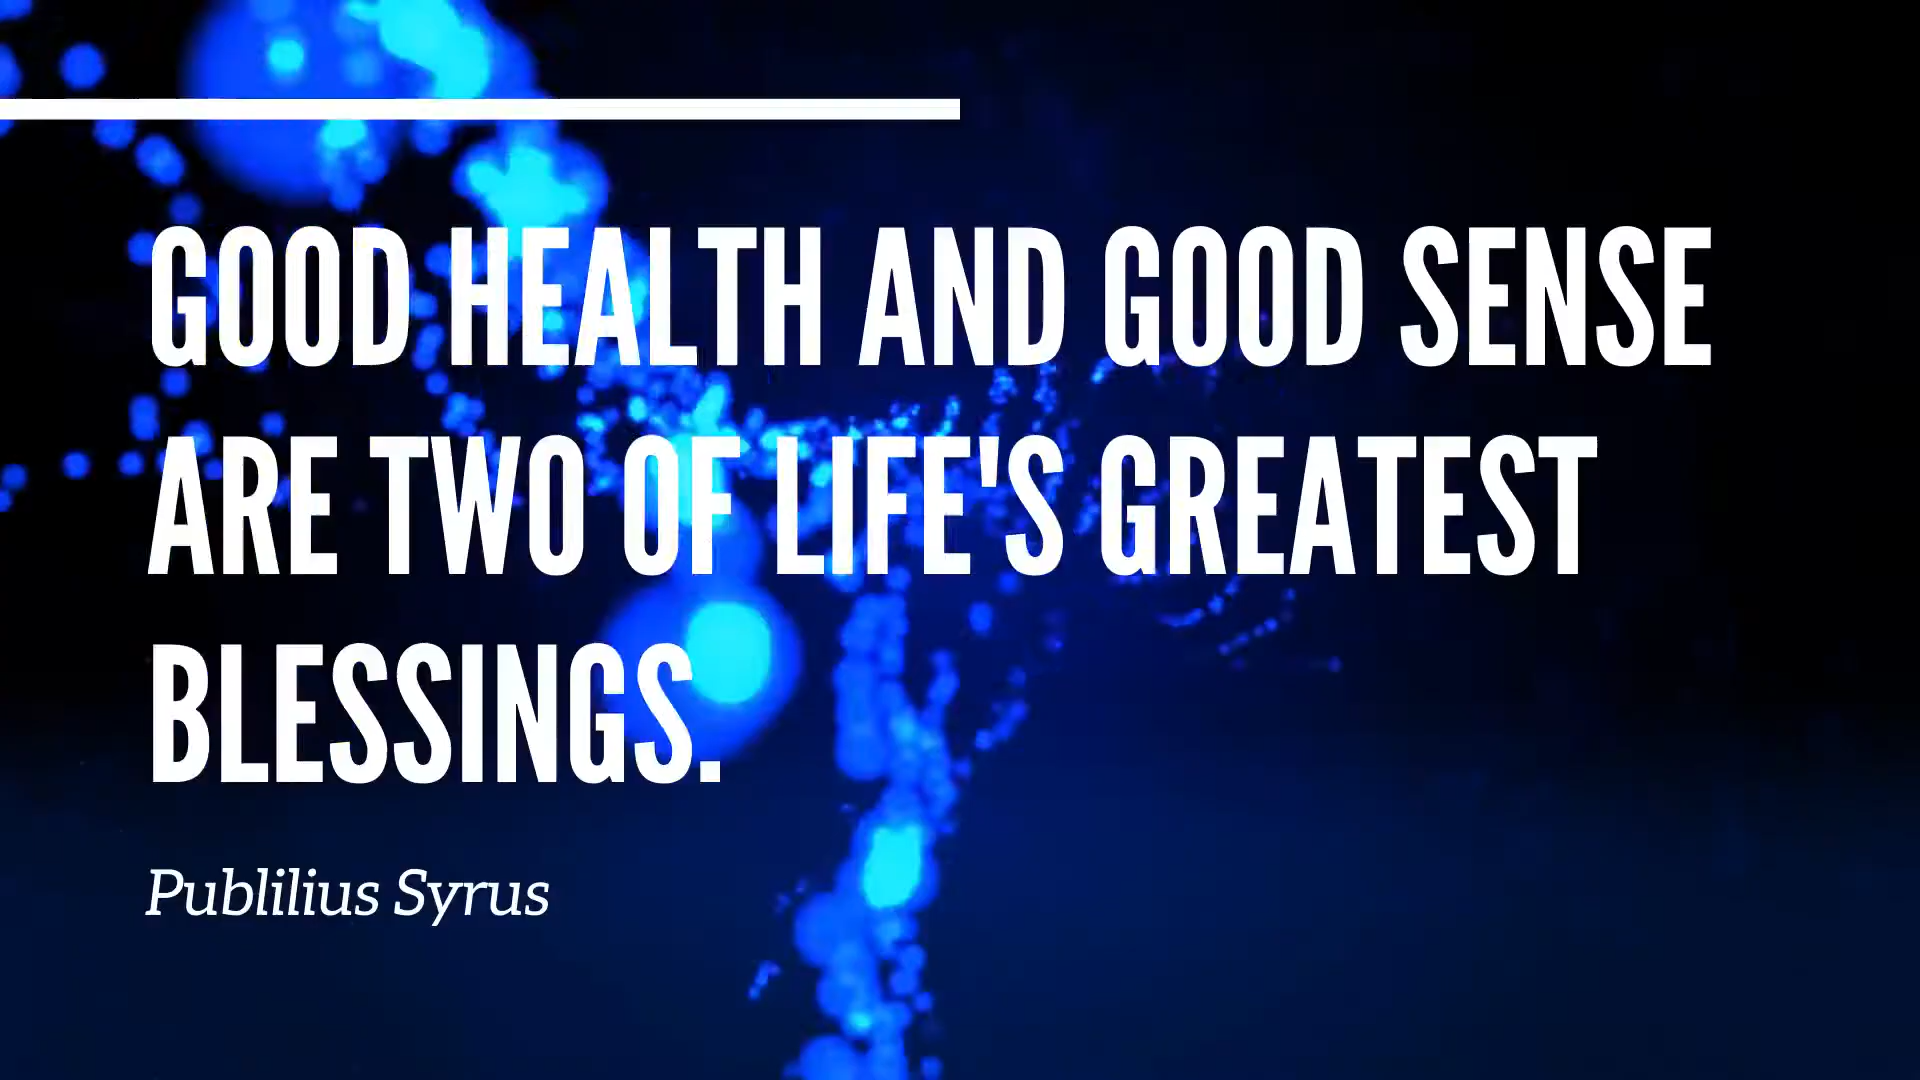 GOOD HEALTH AND GOOD SENSE
ARE TWO OF LIFE'S GREATEST
BLESSINGS.
Publilius Syrus